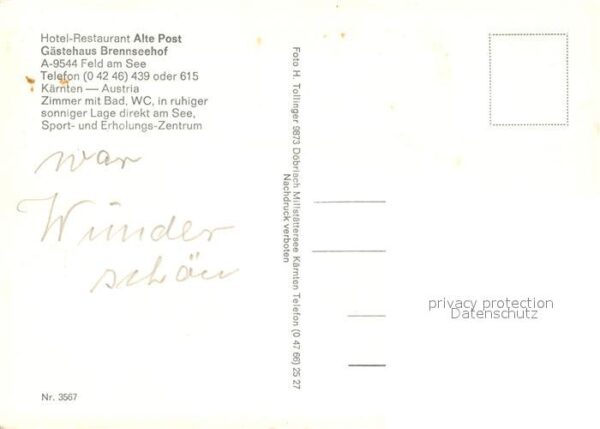 Hotel-Restaurant Alte Post
Gästehaus Brennseehof
A-9544 Feld am See
Telefon (0 42 46) 439 oder 615
Kärnten — Austria
Zimmer mit Bad, WC, in ruhiger
sonniger Lage direkt am See,
Sport- und Erholungs-Zentrum
war
Wunder
schön
Nr. 3567
Foto H. Tollinger 9873 Döbriach Millstättersee Kärnten Telefon (0 47 66) 25 27
Nachdruck verboten
privacy protection
Datenschutz